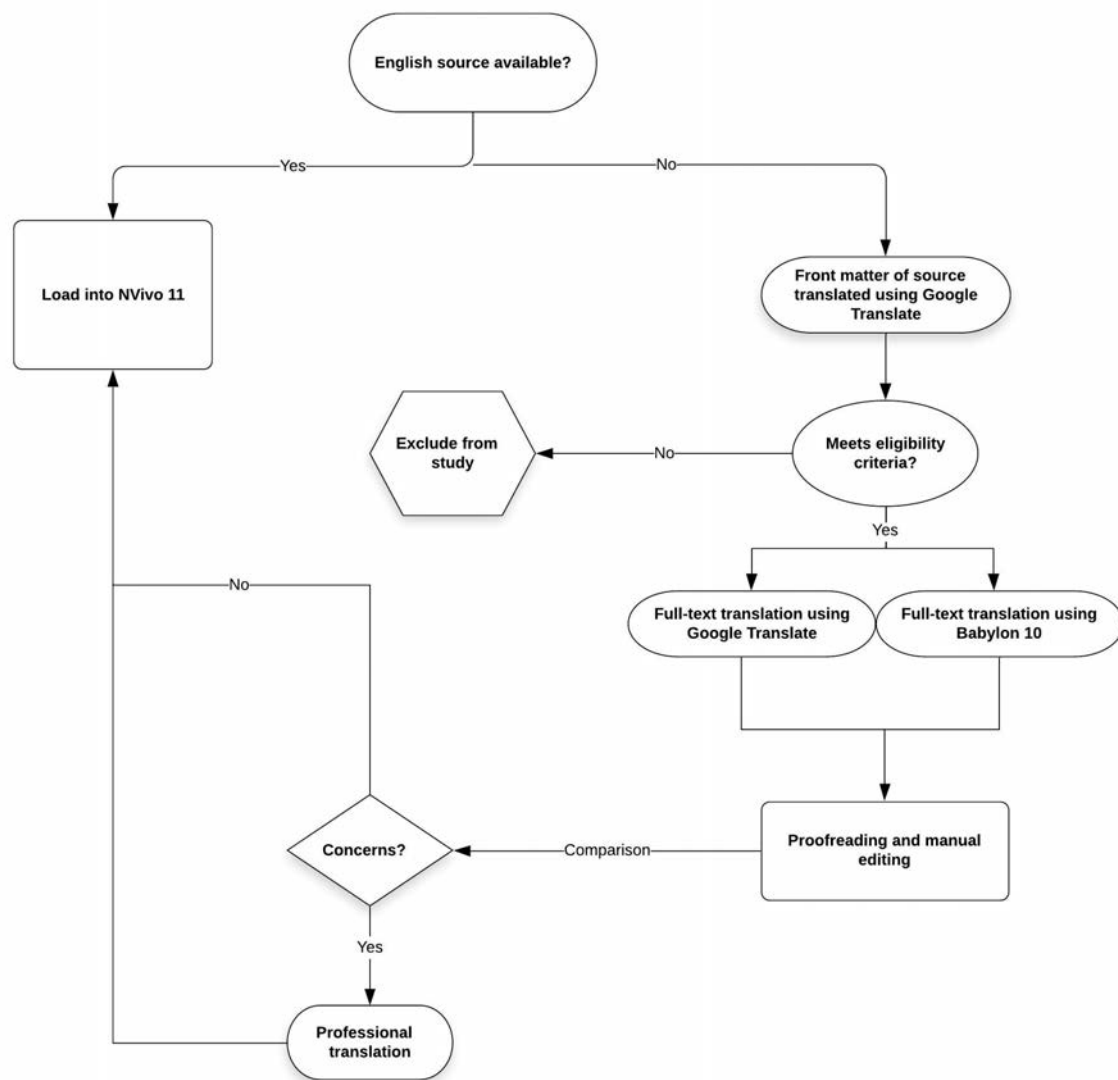 English source available?
Yes
No
Load into NVivo 11
Front matter of source
translated using Google
Translate
Exclude from
study
No
Meets eligibility
criteria?
Yes
No
Full-text translation using
Google Translate
Full-text translation using
Babylon 10
Concerns?
Comparison
Proofreading and manual
editing
Yes
Professional
translation